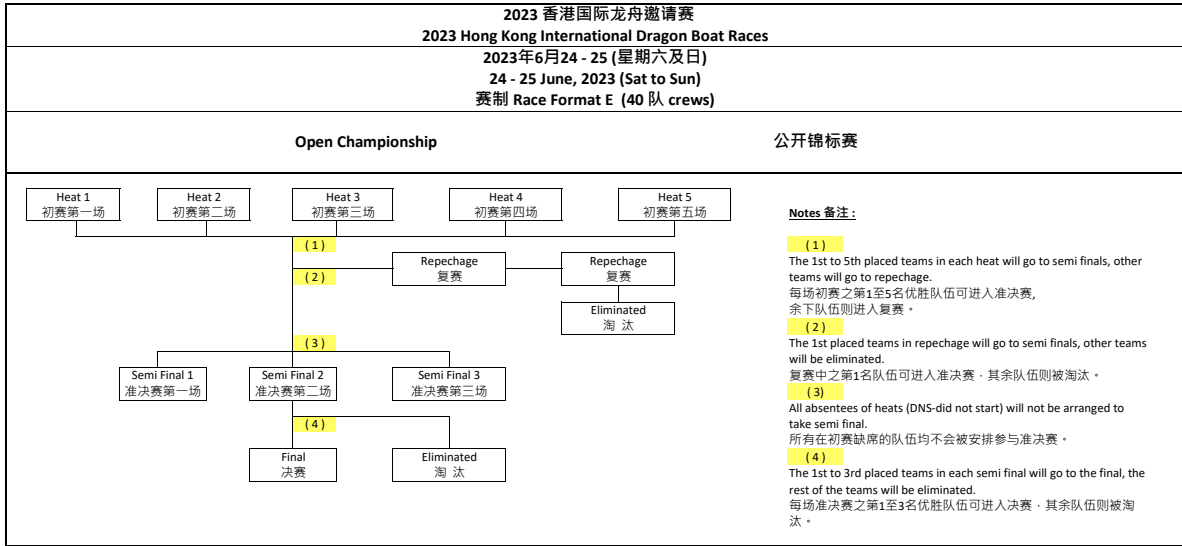 2023 香港国际龙舟邀请赛
2023 Hong Kong International Dragon Boat Races
2023年6月24 - 25 (星期六及日)
24 - 25 June, 2023 (Sat to Sun)
赛制 Race Format E (40 队 crews)
Open Championship 公开锦标赛
Heat 1
初赛第一场
Heat 2
初赛第二场
Heat 3
初赛第三场
Heat 4
初赛第四场
Heat 5
初赛第五场
( 1 )
( 2 )
Repechage
复赛
Repechage
复赛
Eliminated
淘 汰
( 3 )
Semi Final 1
准决赛第一场
Semi Final 2
准决赛第二场
Semi Final 3
准决赛第三场
( 4 )
Final
决赛
Eliminated
淘 汰
Notes 备注 :
( 1 )
The 1st to 5th placed teams in each heat will go to semi finals, other
teams will go to repechage.
每场初赛之第1至5名优胜队伍可进入准决赛,
余下队伍则进入复赛。
( 2 )
The 1st placed teams in repechage will go to semi finals, other teams
will be eliminated.
复赛中之第1名队伍可进入准决赛，其余队伍则被淘汰。
( 3)
All absentees of heats (DNS-did not start) will not be arranged to
take semi final.
所有在初赛缺席的队伍均不会被安排参与准决赛。
( 4 )
The 1st to 3rd placed teams in each semi final will go to the final, the
rest of the teams will be eliminated.
每场准决赛之第1至3名优胜队伍可进入决赛，其余队伍则被淘
汰。